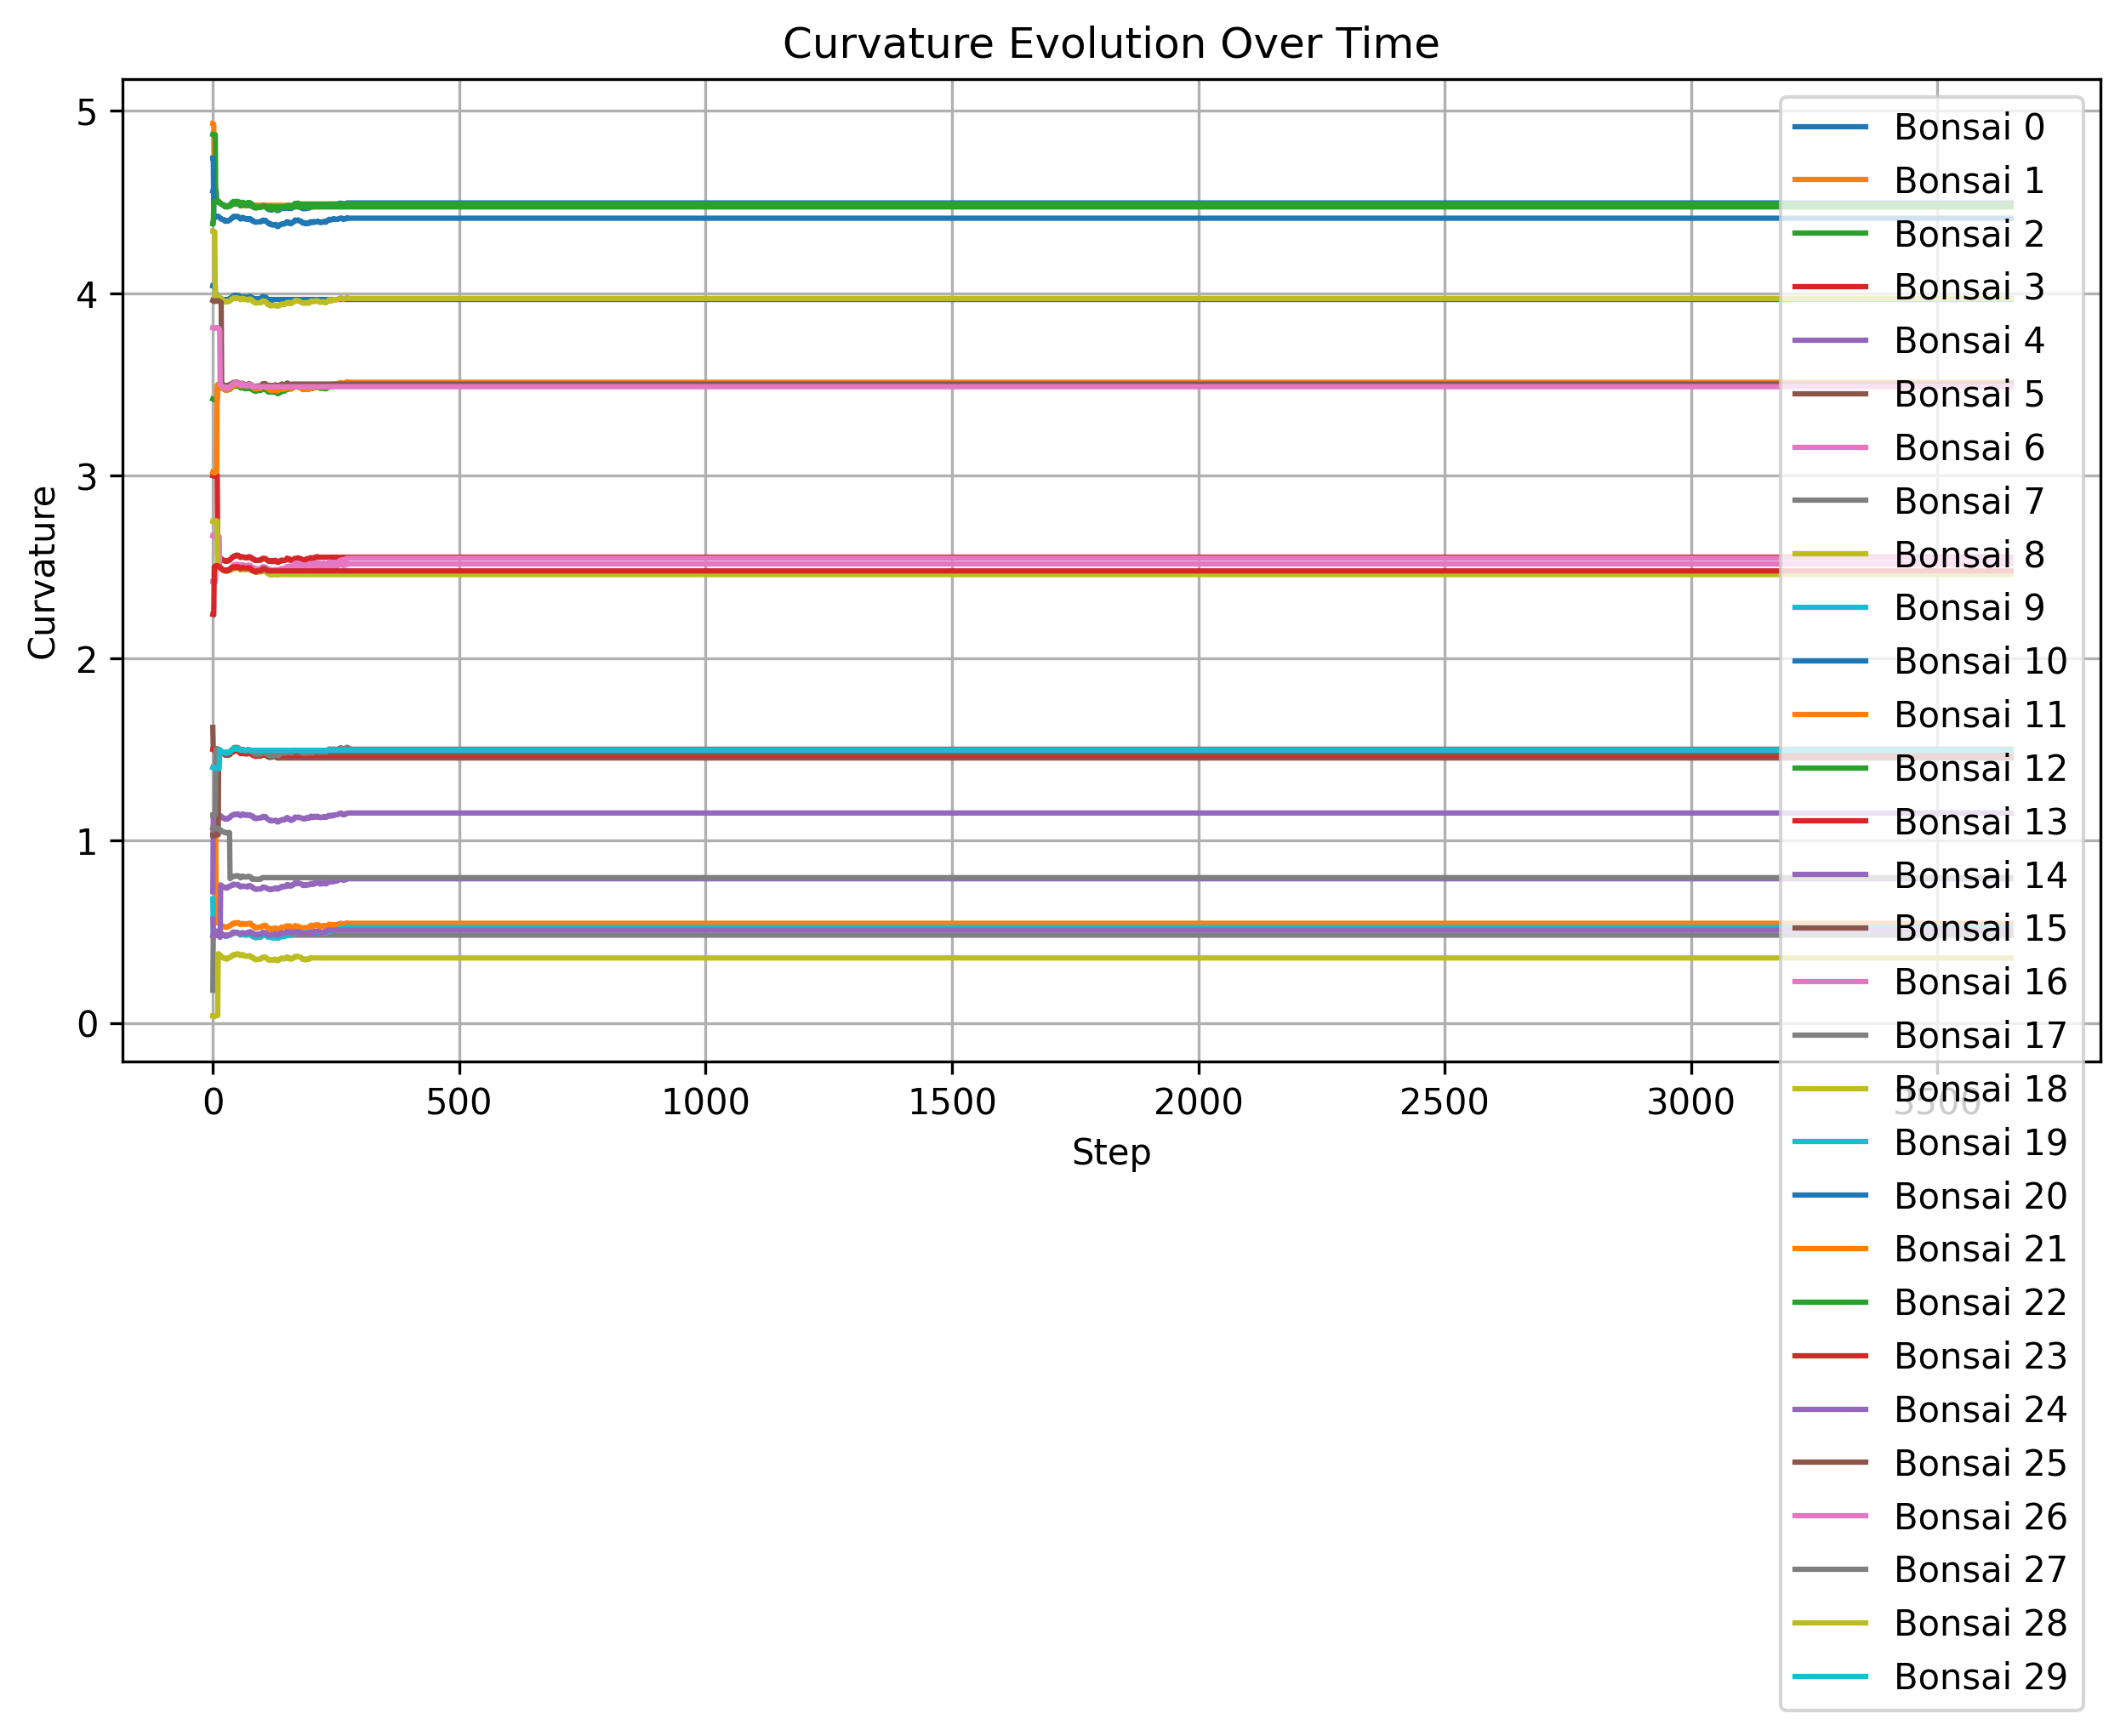 Curvature Evolution Over Time
5
4
3
2
1
0
Curvature
0 500 1000 1500 2000 2500 3000 3500
Step
Bonsai 0
Bonsai 1
Bonsai 2
Bonsai 3
Bonsai 4
Bonsai 5
Bonsai 6
Bonsai 7
Bonsai 8
Bonsai 9
Bonsai 10
Bonsai 11
Bonsai 12
Bonsai 13
Bonsai 14
Bonsai 15
Bonsai 16
Bonsai 17
Bonsai 18
Bonsai 19
Bonsai 20
Bonsai 21
Bonsai 22
Bonsai 23
Bonsai 24
Bonsai 25
Bonsai 26
Bonsai 27
Bonsai 28
Bonsai 29